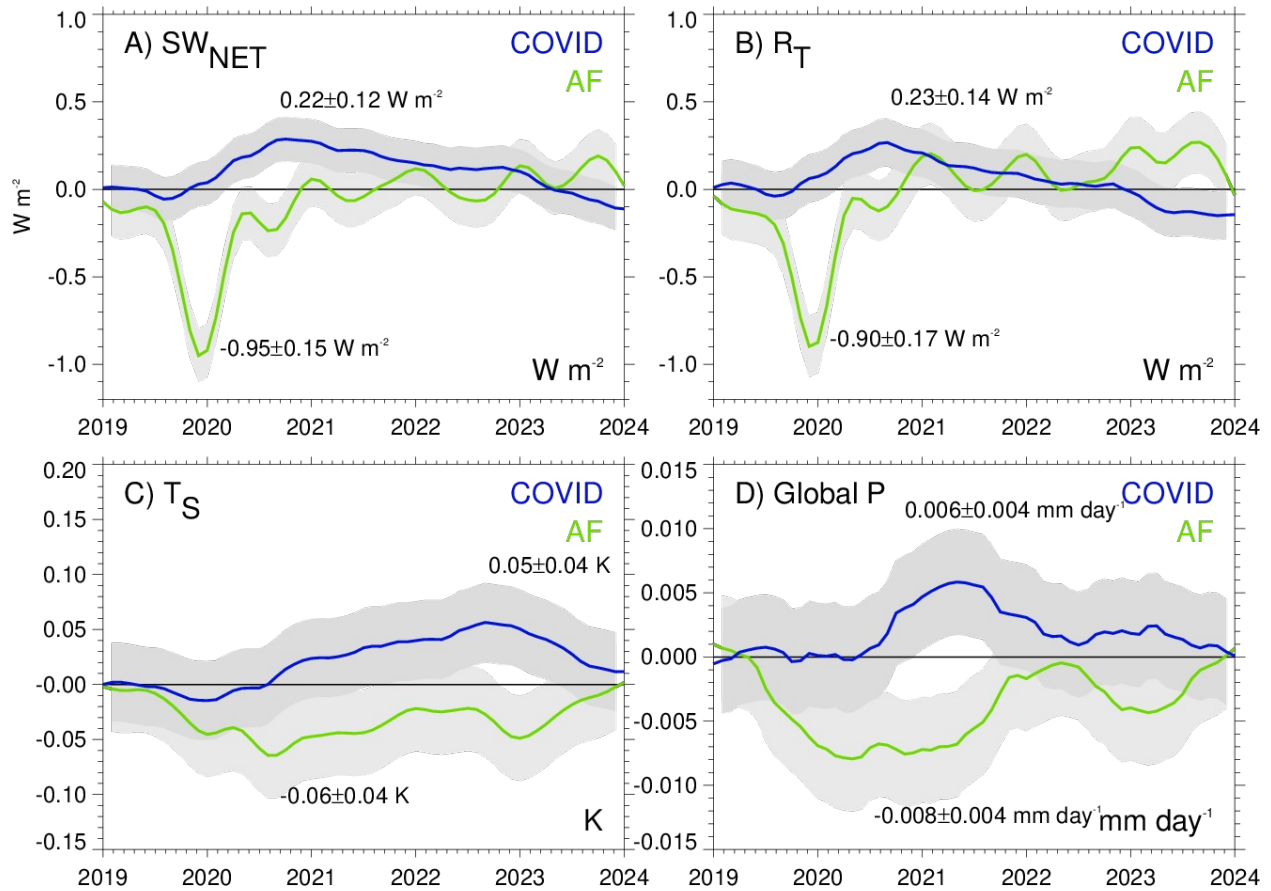 1.0
A) SW_NET COVID
AF
0.5
0.22±0.12 W m⁻²
0.0
W m⁻²
-0.5
-0.95±0.15 W m⁻²
-1.0
W m⁻²
2019 2020 2021 2022 2023 2024
1.0
B) R_T COVID
AF
0.5
0.23±0.14 W m⁻²
0.0
-0.5
-0.90±0.17 W m⁻²
-1.0
W m⁻²
2019 2020 2021 2022 2023 2024
0.20
C) T_S COVID
AF
0.15
0.10
0.05±0.04 K
0.05
-0.00
-0.05
-0.10
-0.06±0.04 K
K
-0.15
2019 2020 2021 2022 2023 2024
0.015
D) Global P COVID
AF
0.006±0.004 mm day⁻¹
0.010
0.005
0.000
-0.005
-0.010
-0.008±0.004 mm day⁻¹
mm day⁻¹
-0.015
2019 2020 2021 2022 2023 2024